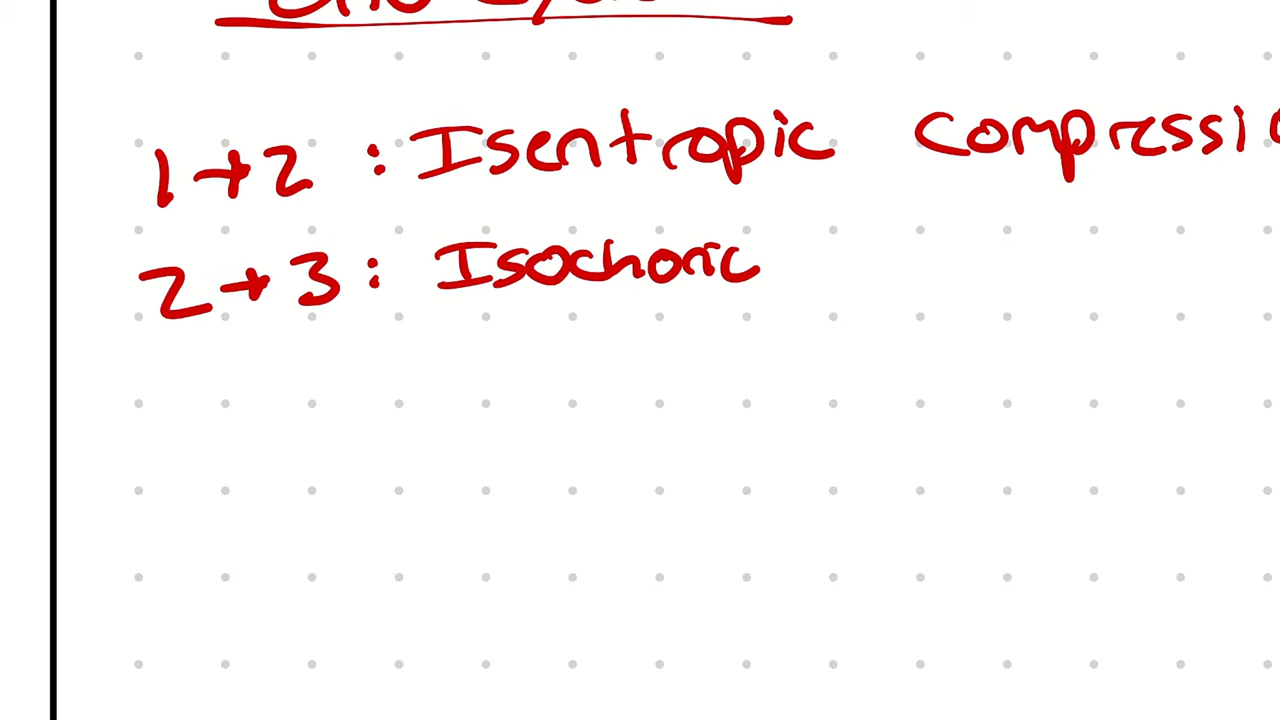 1→2 : Isentropic compressi
2→3 : Isochoric